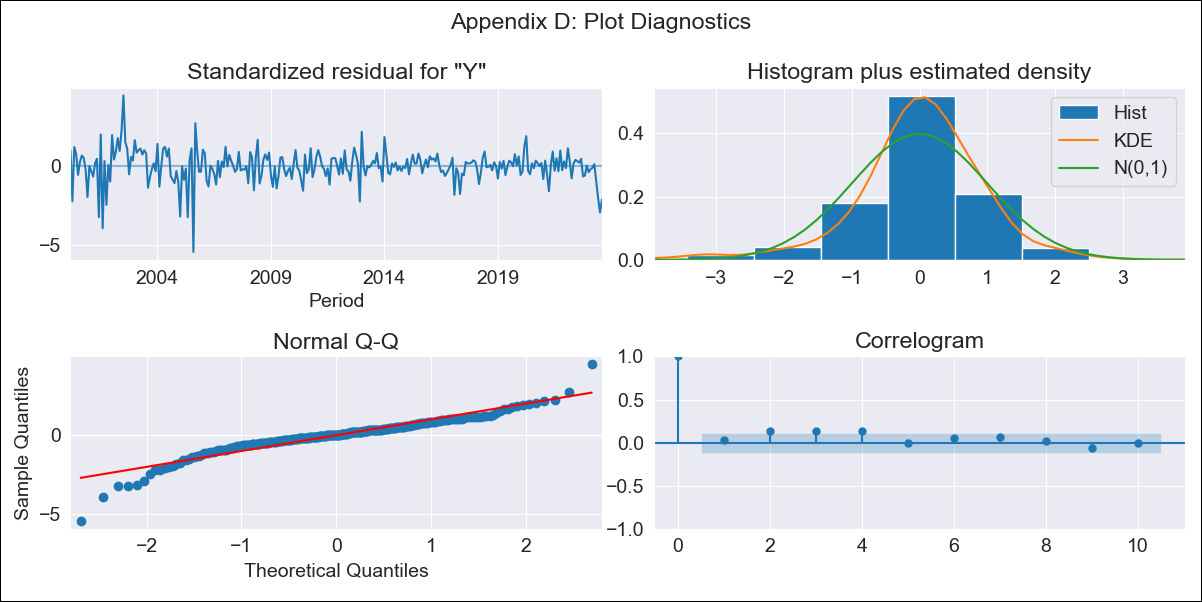 Appendix D: Plot Diagnostics
Standardized residual for "Y"
0
−5
2004 2009 2014 2019
Period
Histogram plus estimated density
0.4
0.2
0.0
−3 −2 −1 0 1 2 3
Hist
KDE
N(0,1)
Normal Q-Q
Sample Quantiles
0
−5
−2 −1 0 1 2
Theoretical Quantiles
Correlogram
1.0
0.5
0.0
−0.5
−1.0
0 2 4 6 8 10